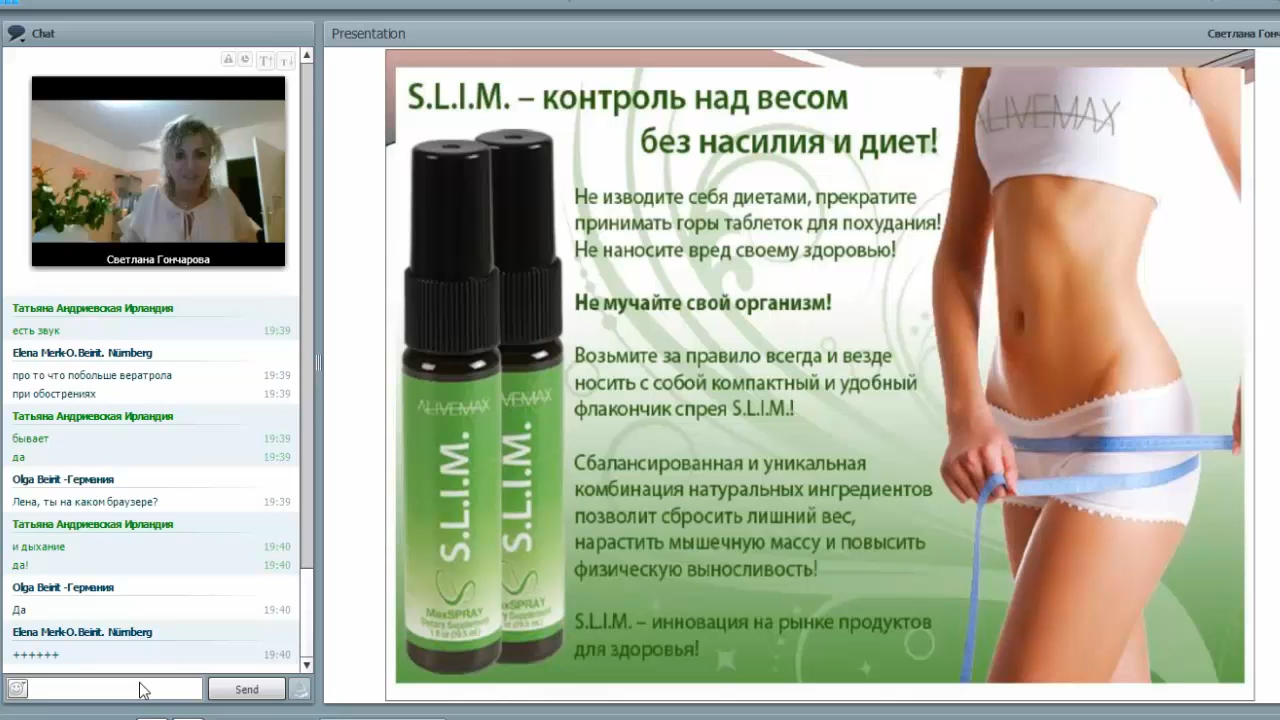 Chat
Светлана Гончарова
Татьяна Андриевская Ирландия
есть звук 19:39
Elena Merk-O.Beirit. Nürnberg
про то что побольше вератрола 19:39
при обострениях 19:39
Татьяна Андриевская Ирландия
бывает 19:39
да 19:39
Olga Beirit -Германия
Лена, ты на каком браузере? 19:39
Татьяна Андриевская Ирландия
и дыхание 19:40
да! 19:40
Olga Beirit -Германия
Да 19:40
Elena Merk-O.Beirit. Nürnberg
++++++ 19:40
Send
Presentation
Светлана Гонч
S.L.I.M. – контроль над весом
без насилия и диет!
Не изводите себя диетами, прекратите
принимать горы таблеток для похудания!
Не наносите вред своему здоровью!
Не мучайте свой организм!
Возьмите за правило всегда и везде
носить с собой компактный и удобный
флакончик спрея S.L.I.M.!
Сбалансированная и уникальная
комбинация натуральных ингредиентов
позволит сбросить лишний вес,
нарастить мышечную массу и повысить
физическую выносливость!
S.L.I.M. – инновация на рынке продуктов
для здоровья!
ALIVEMAX
S.L.I.M.
MaxSPRAY
Dietary Supplement
VEMAX
S.L.I.M.
SPRAY
ALIVEMAX